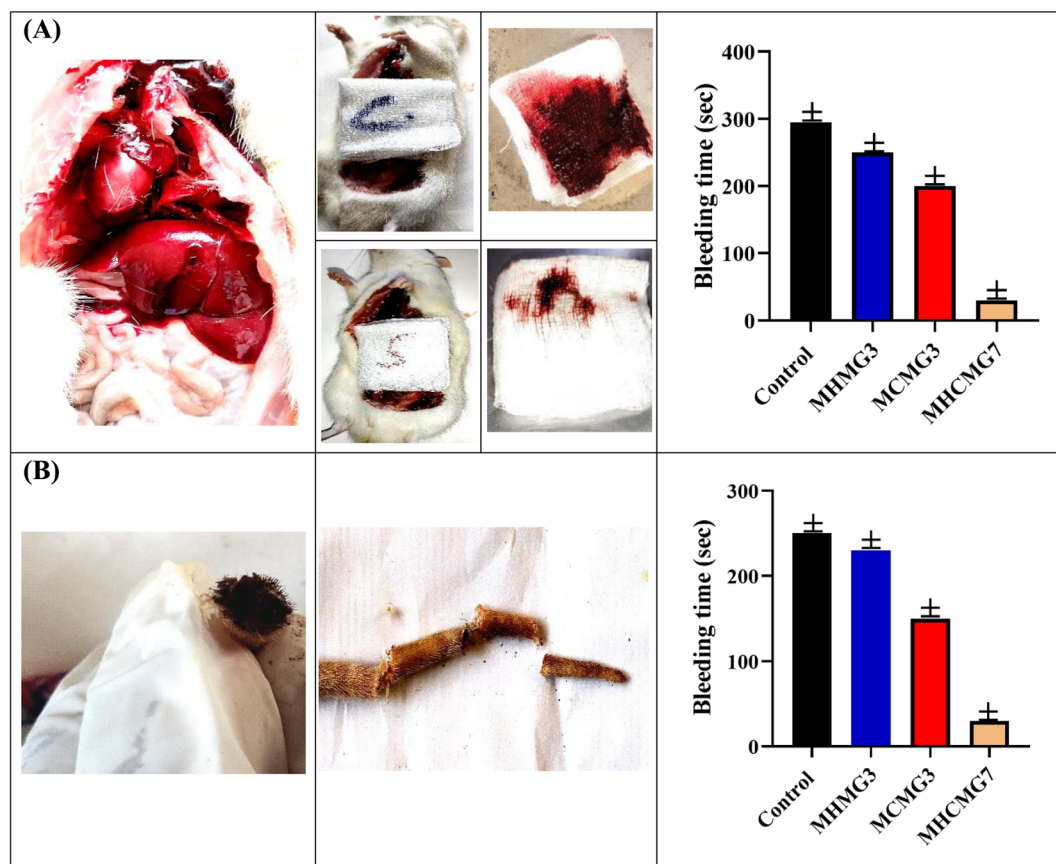 (A)
C
S
Bleeding time (sec)
400
300
200
100
0
Control
MHMG3
MCMG3
MHCMG7
(B)
Bleeding time (sec)
300
200
100
0
Control
MHMG3
MCMG3
MHCMG7